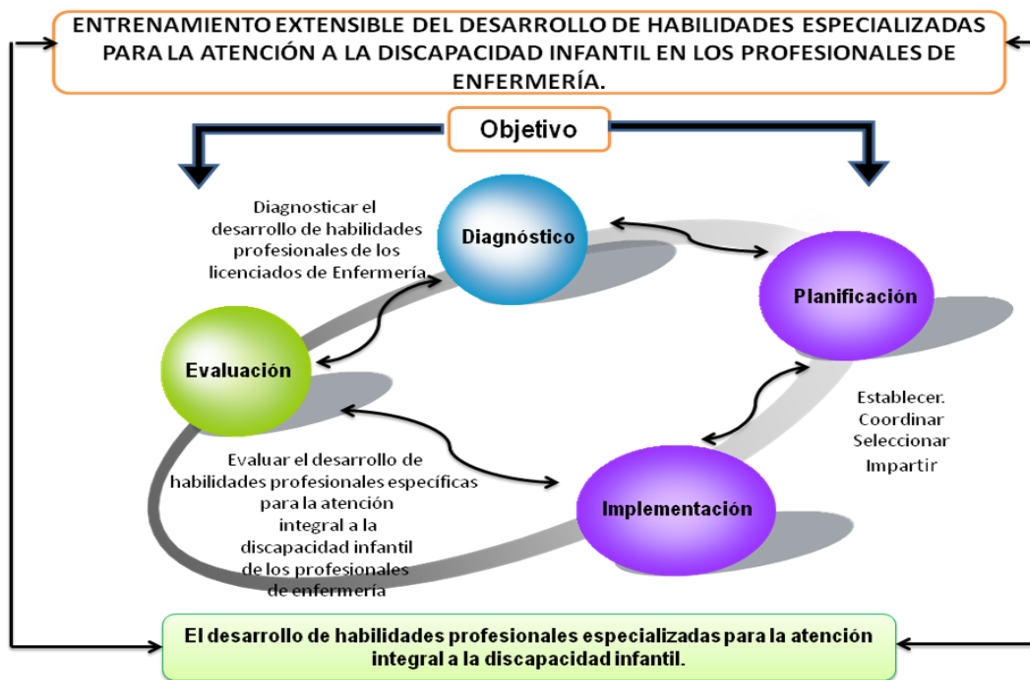 ENTRENAMIENTO EXTENSIBLE DEL DESARROLLO DE HABILIDADES ESPECIALIZADAS
PARA LA ATENCIÓN A LA DISCAPACIDAD INFANTIL EN LOS PROFESIONALES DE
ENFERMERÍA.
Objetivo
Diagnosticar el
desarrollo de habilidades
profesionales de los
licenciados de Enfermería
Diagnóstico
Planificación
Evaluación
Establecer.
Coordinar
Seleccionar
Impartir
Evaluar el desarrollo de
habilidades profesionales específicas
para la atención
integral a la
discapacidad infantil
de los profesionales
de enfermería
Implementación
El desarrollo de habilidades profesionales especializadas para la atención
integral a la discapacidad infantil.